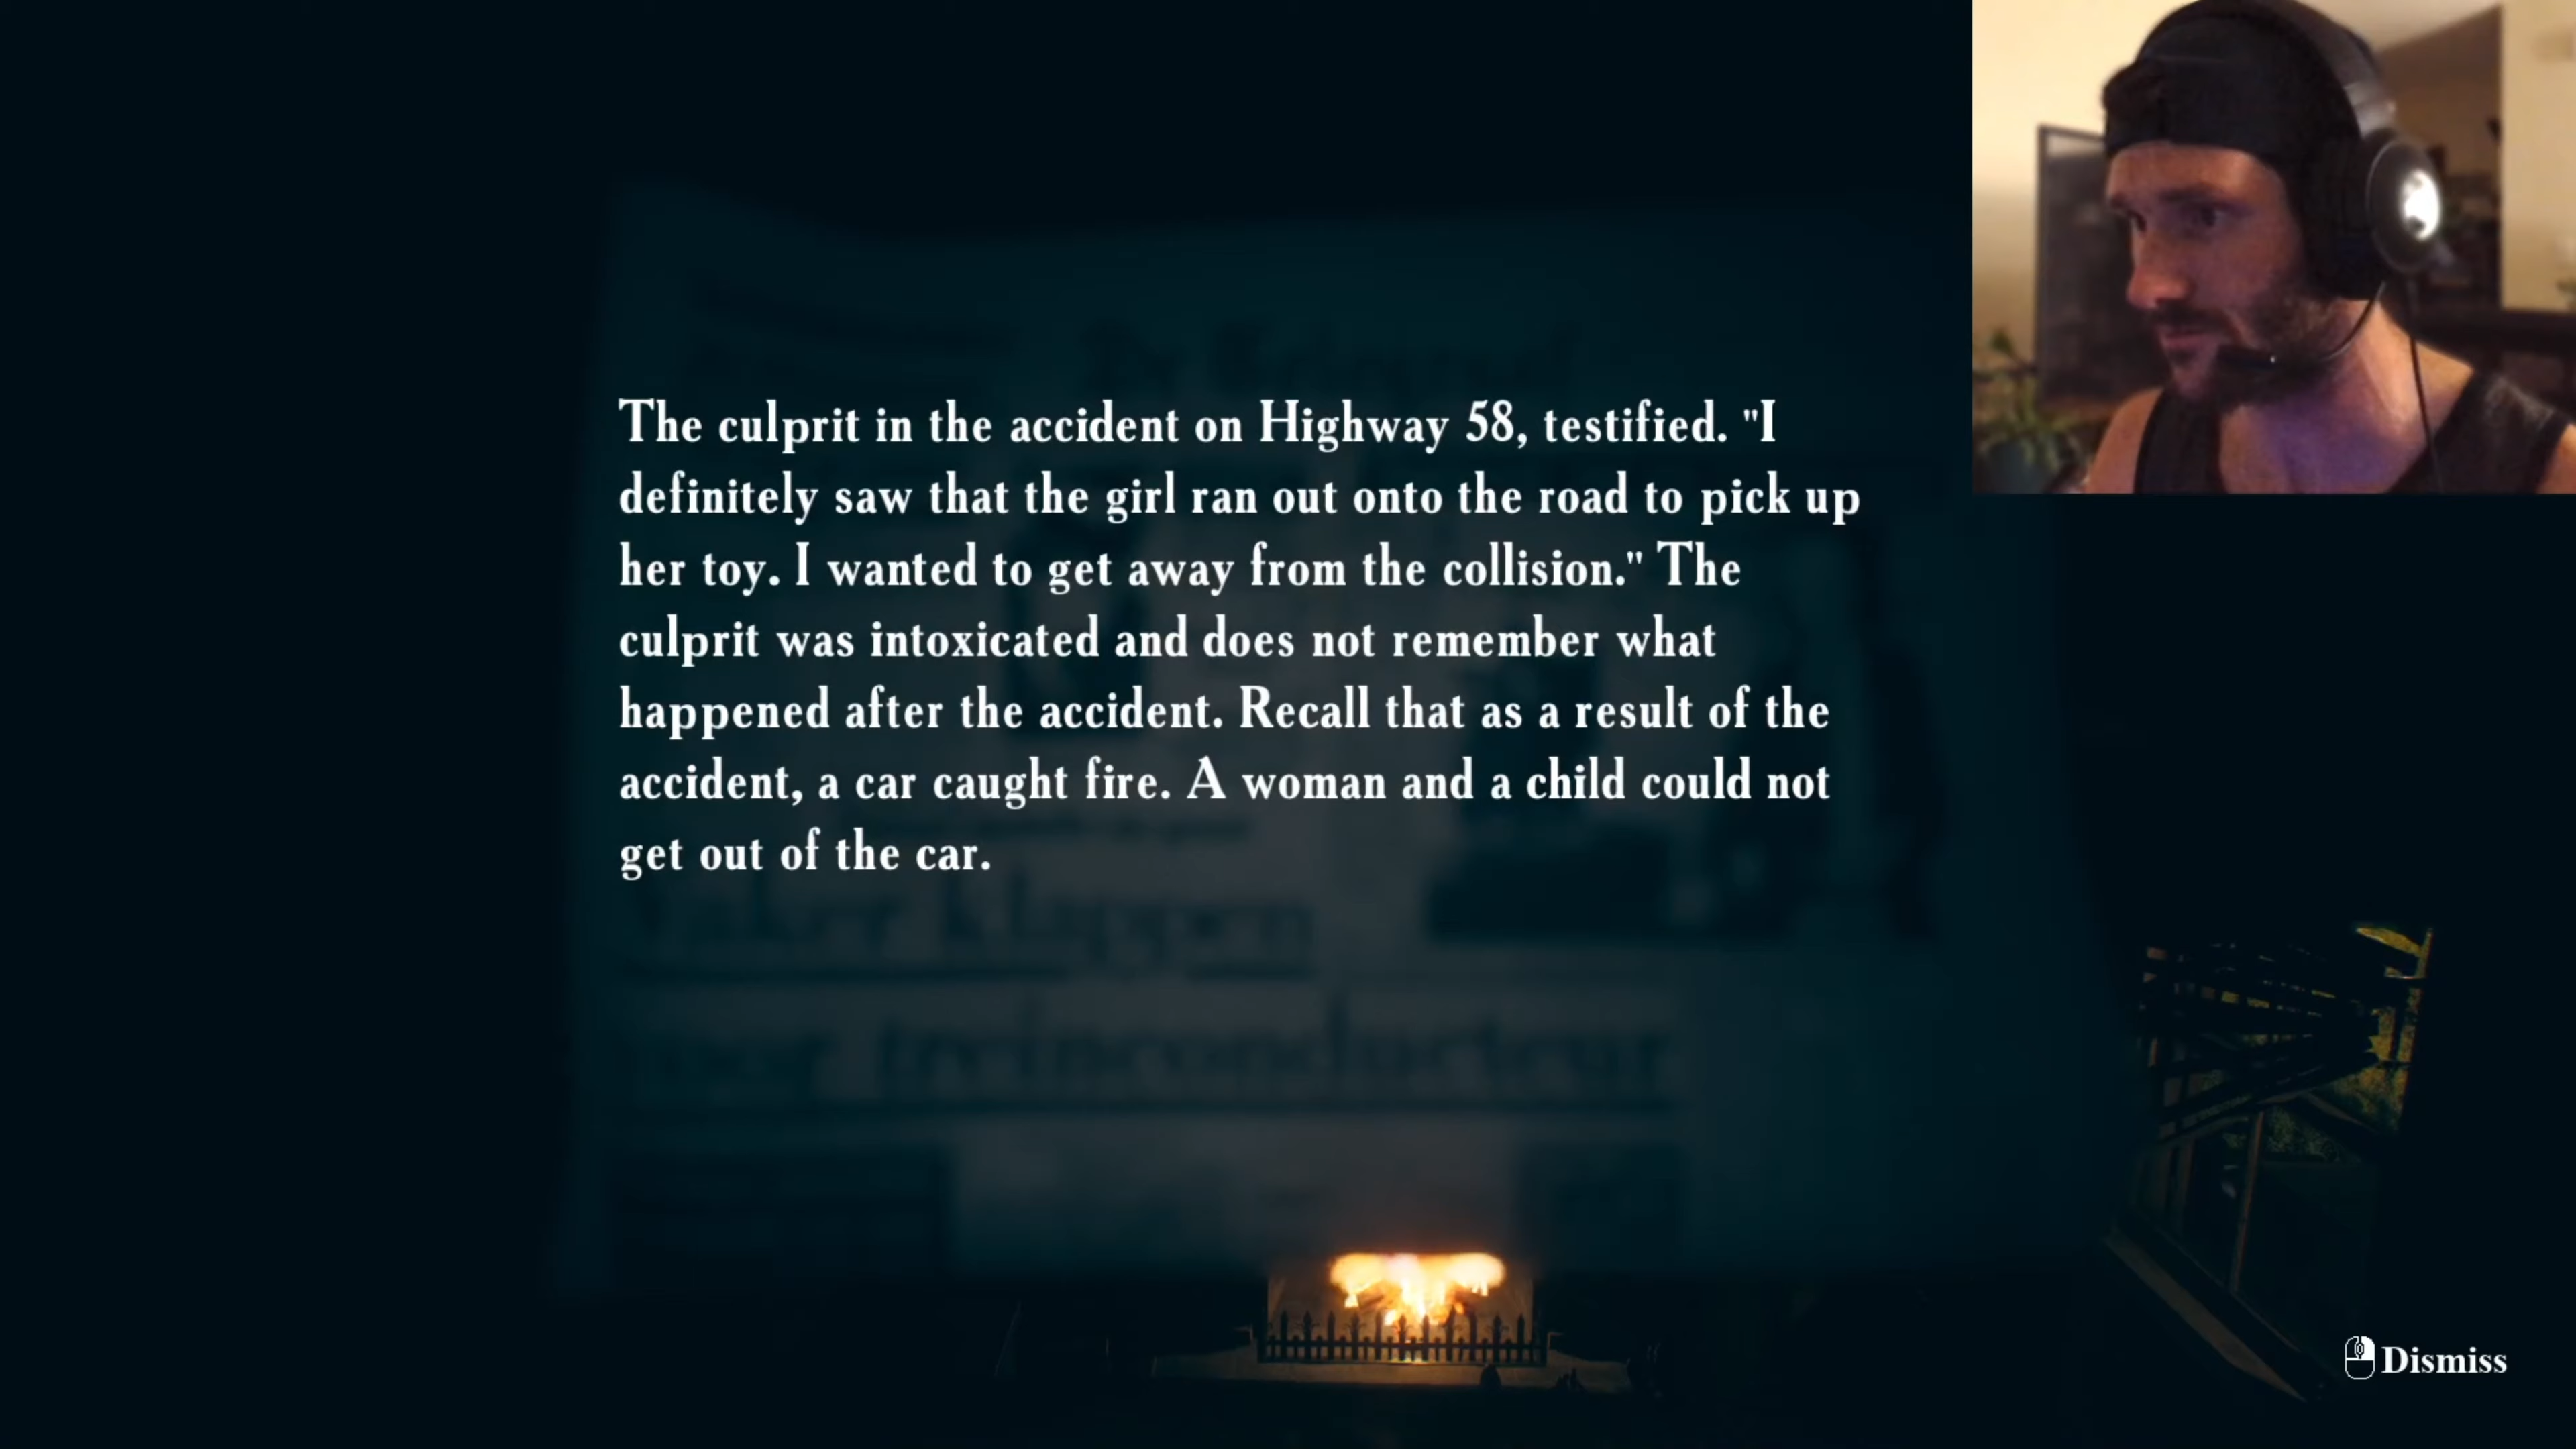 The culprit in the accident on Highway 58, testified. "I
definitely saw that the girl ran out onto the road to pick up
her toy. I wanted to get away from the collision." The
culprit was intoxicated and does not remember what
happened after the accident. Recall that as a result of the
accident, a car caught fire. A woman and a child could not
get out of the car.
klappen
treinconducteur
Dismiss